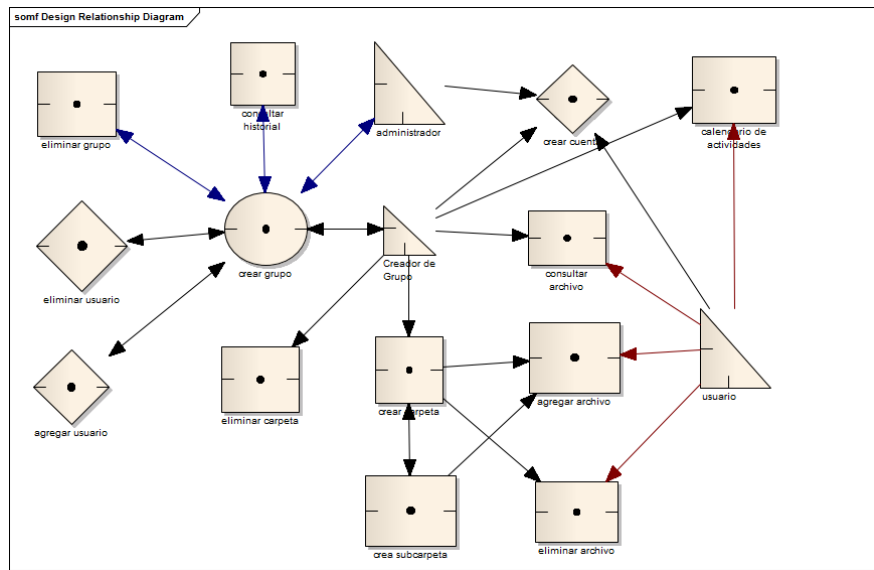 somf Design Relationship Diagram
eliminar grupo
consultar
historial
administrador
crear cuenta
calendario de
actividades
eliminar usuario
crear grupo
Creador de
Grupo
consultar
archivo
agregar usuario
eliminar carpeta
crear carpeta
agregar archivo
usuario
crea subcarpeta
eliminar archivo